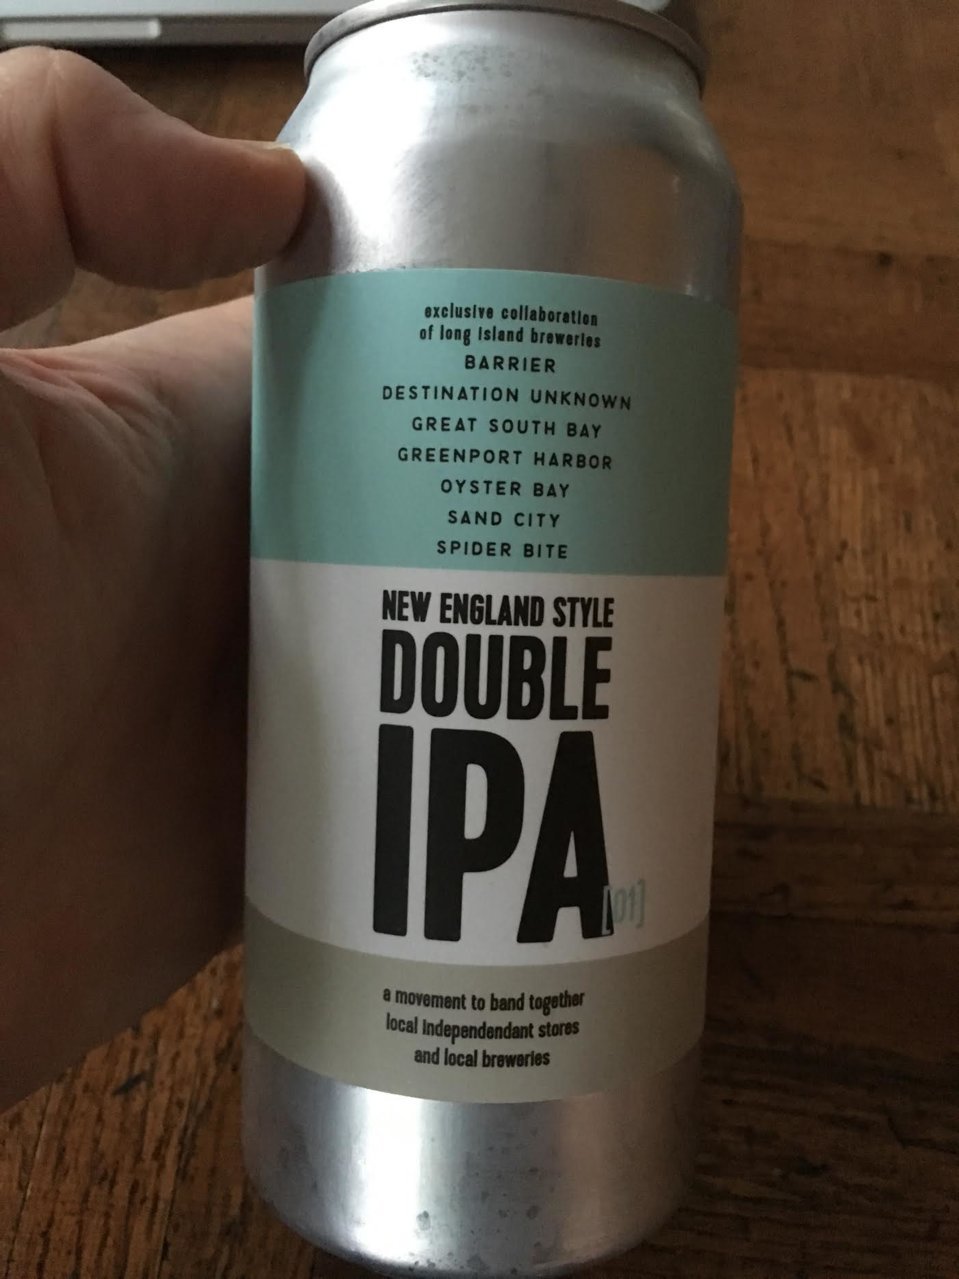 exclusive collaboration
of long island breweries
BARRIER
DESTINATION UNKNOWN
GREAT SOUTH BAY
GREENPORT HARBOR
OYSTER BAY
SAND CITY
SPIDER BITE
NEW ENGLAND STYLE
DOUBLE
IPA
[01]
a movement to band together
local independendant stores
and local breweries